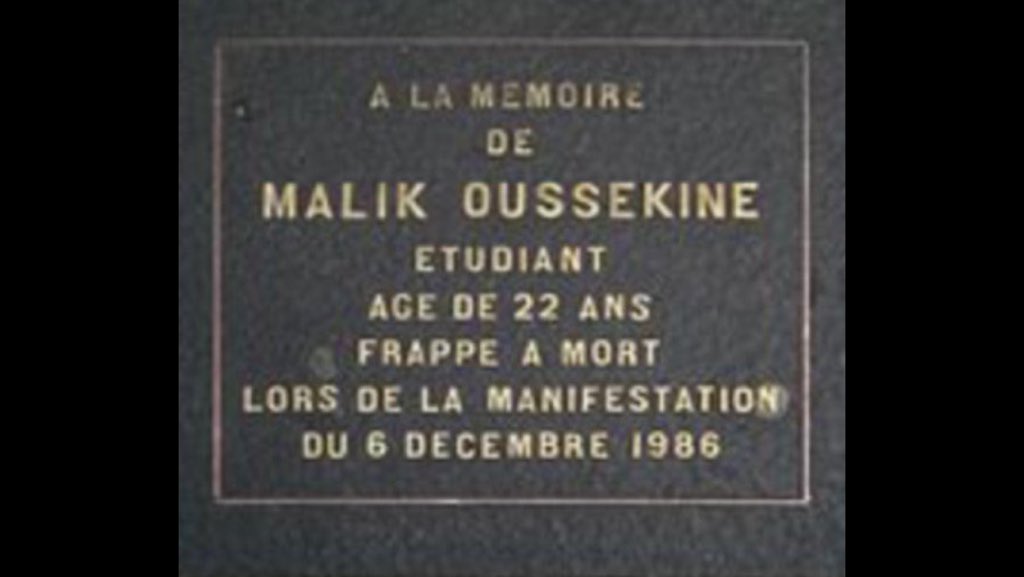 A LA MEMOIRE
DE
MALIK OUSSEKINE
ETUDIANT
AGE DE 22 ANS
FRAPPE A MORT
LORS DE LA MANIFESTATION
DU 6 DECEMBRE 1986